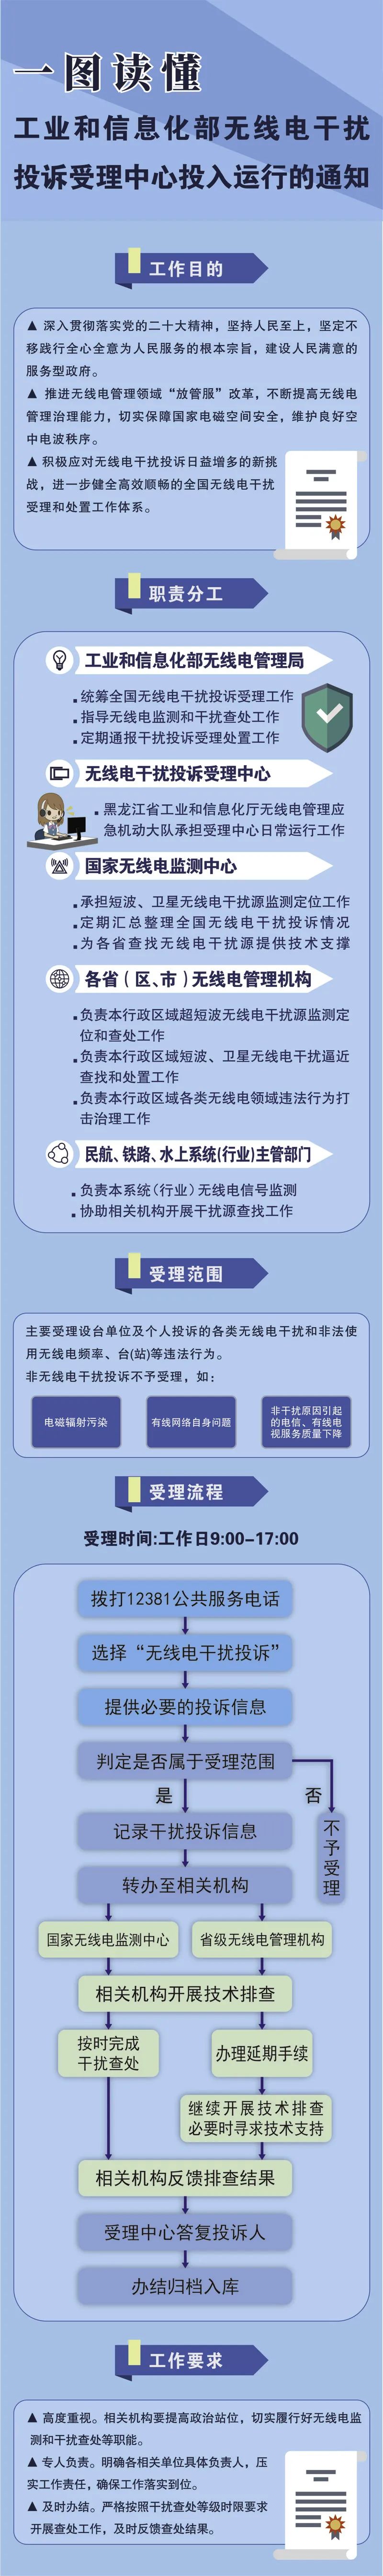 一图读懂
工业和信息化部无线电干扰
投诉受理中心投入运行的通知
工作目的
▲ 深入贯彻落实党的二十大精神，坚持人民至上，坚定不
移践行全心全意为人民服务的根本宗旨，建设人民满意的
服务型政府。
▲ 推进无线电管理领域“放管服”改革，不断提高无线电
管理治理能力，切实保障国家电磁空间安全，维护良好空
中电波秩序。
▲ 积极应对无线电干扰投诉日益增多的新挑
战，进一步健全高效顺畅的全国无线电干扰
受理和处置工作体系。
职责分工
工业和信息化部无线电管理局
统筹全国无线电干扰投诉受理工作
指导无线电监测和干扰查处工作
定期通报干扰投诉受理处置工作
无线电干扰投诉受理中心
黑龙江省工业和信息化厅无线电管理应
急机动大队承担受理中心日常运行工作
国家无线电监测中心
承担短波、卫星无线电干扰源监测定位工作
定期汇总整理全国无线电干扰投诉情况
为各省查找无线电干扰源提供技术支撑
各省（区、市）无线电管理机构
负责本行政区域超短波无线电干扰源监测定
位和查处工作
负责本行政区域短波、卫星无线电干扰逼近
查找和处置工作
负责本行政区域各类无线电领域违法行为打
击治理工作
民航、铁路、水上系统(行业)主管部门
负责本系统(行业)无线电信号监测
协助相关机构开展干扰源查找工作
受理范围
主要受理设台单位及个人投诉的各类无线电干扰和非法使
用无线电频率、台(站)等违法行为。
非无线电干扰投诉不予受理，如：
电磁辐射污染
有线网络自身问题
非干扰原因引起
的电信、有线电
视服务质量下降
受理流程
受理时间:工作日9:00-17:00
拨打12381公共服务电话
选择“无线电干扰投诉”
提供必要的投诉信息
判定是否属于受理范围
是
否
记录干扰投诉信息
不予受理
转办至相关机构
国家无线电监测中心
省级无线电管理机构
相关机构开展技术排查
按时完成
干扰查处
办理延期手续
继续开展技术排查
必要时寻求技术支持
相关机构反馈排查结果
受理中心答复投诉人
办结归档入库
工作要求
▲ 高度重视。相关机构要提高政治站位，切实履行好无线电监
测和干扰查处等职能。
▲ 专人负责。明确各相关单位具体负责人，压
实工作责任，确保工作落实到位。
▲ 及时办结。严格按照干扰查处等级时限要求
开展查处工作，及时反馈查处结果。